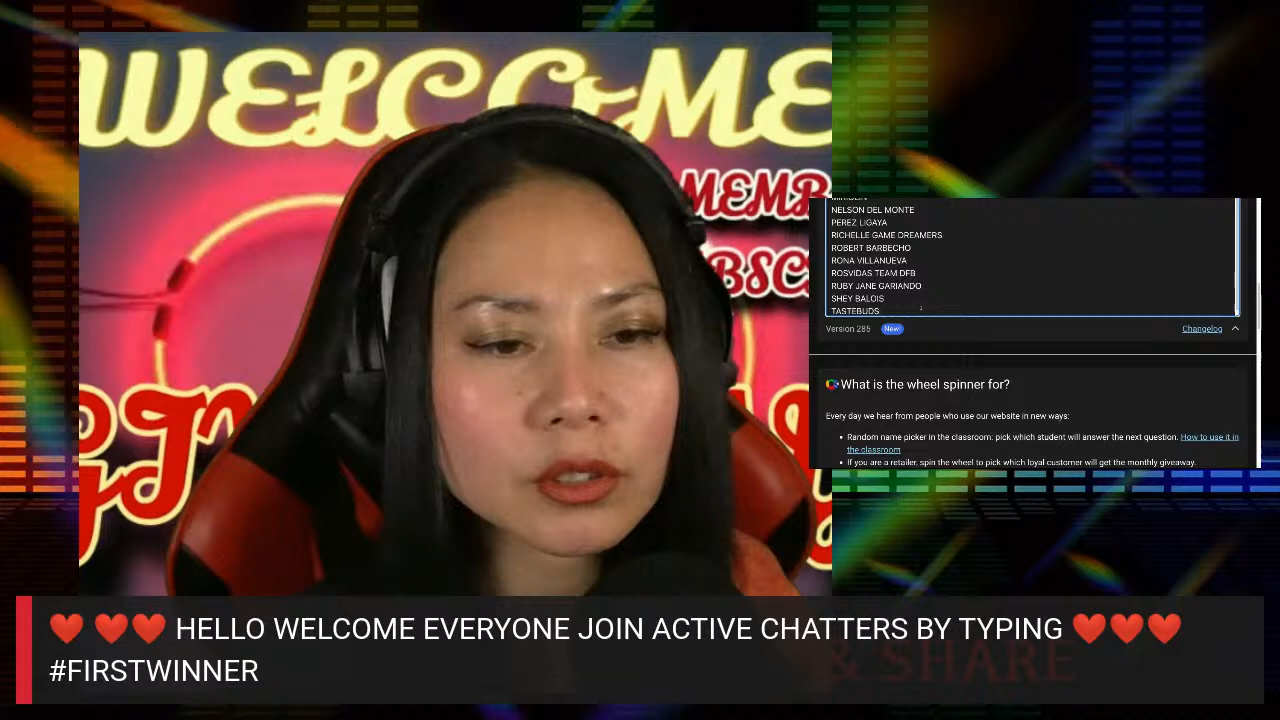 WELCOME
NELSON DEL MONTE
PEREZ LIGAYA
RICHELLE GAME DREAMERS
ROBERT BARBECHO
RONA VILLANUEVA
ROSVIDAS TEAM DFB
RUBY JANE GARIANDO
SHEY BALOIS
TASTEBUDS
Version 286 New! Changelog
What is the wheel spinner for?
Every day we hear from people who use our website in new ways:
• Random name picker in the classroom: pick which student will answer the next question. How to use it in
the classroom
• If you are a retailer, spin the wheel to pick which loyal customer will get the monthly giveaway.
❤️ ❤️❤️ HELLO WELCOME EVERYONE JOIN ACTIVE CHATTERS BY TYPING ❤️❤️❤️
#FIRSTWINNER
& SHARE